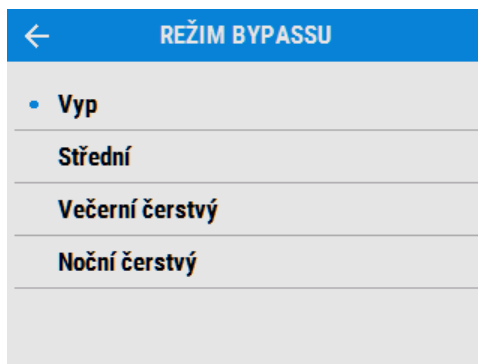 REŽIM BYPASSU
Vyp
Střední
Večerní čerstvý
Noční čerstvý